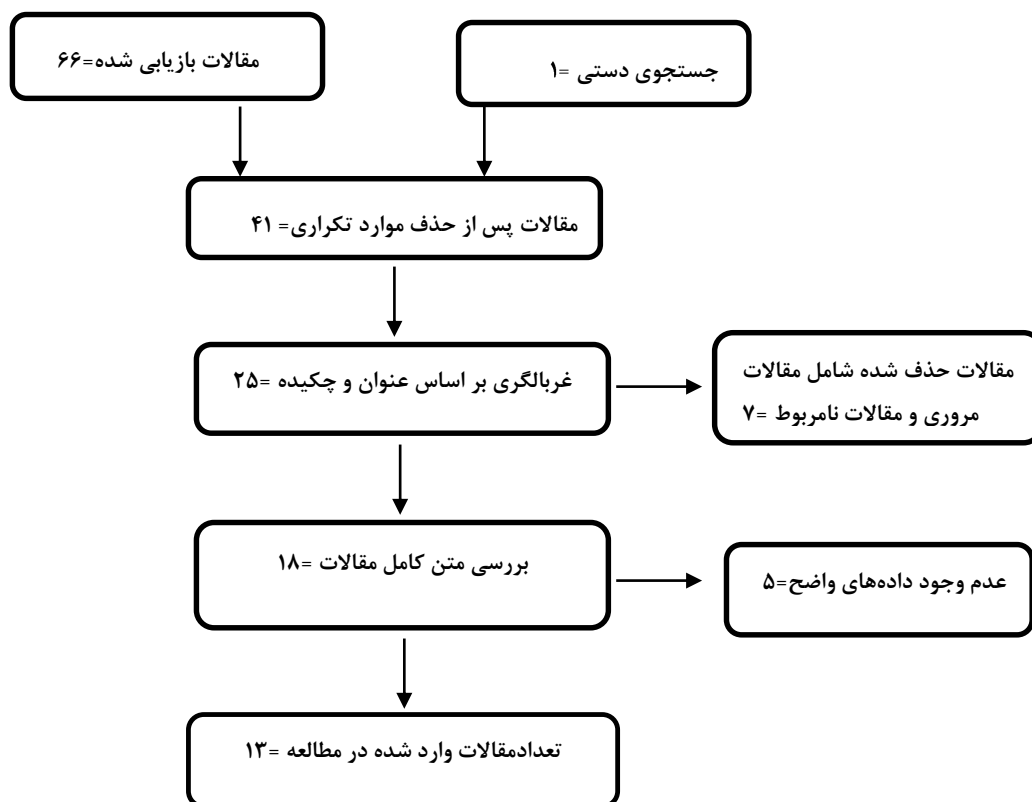 مقالات بازیابی شده=۶۶
جستجوی دستی =۱
مقالات پس از حذف موارد تکراری= ۴۱
غربالگری بر اساس عنوان و چکیده =۲۵
مقالات حذف شده شامل مقالات
مروری و مقالات نامربوط =۷
بررسی متن کامل مقالات =۱۸
عدم وجود داده‌های واضح=۵
تعدادمقالات وارد شده در مطالعه =۱۳